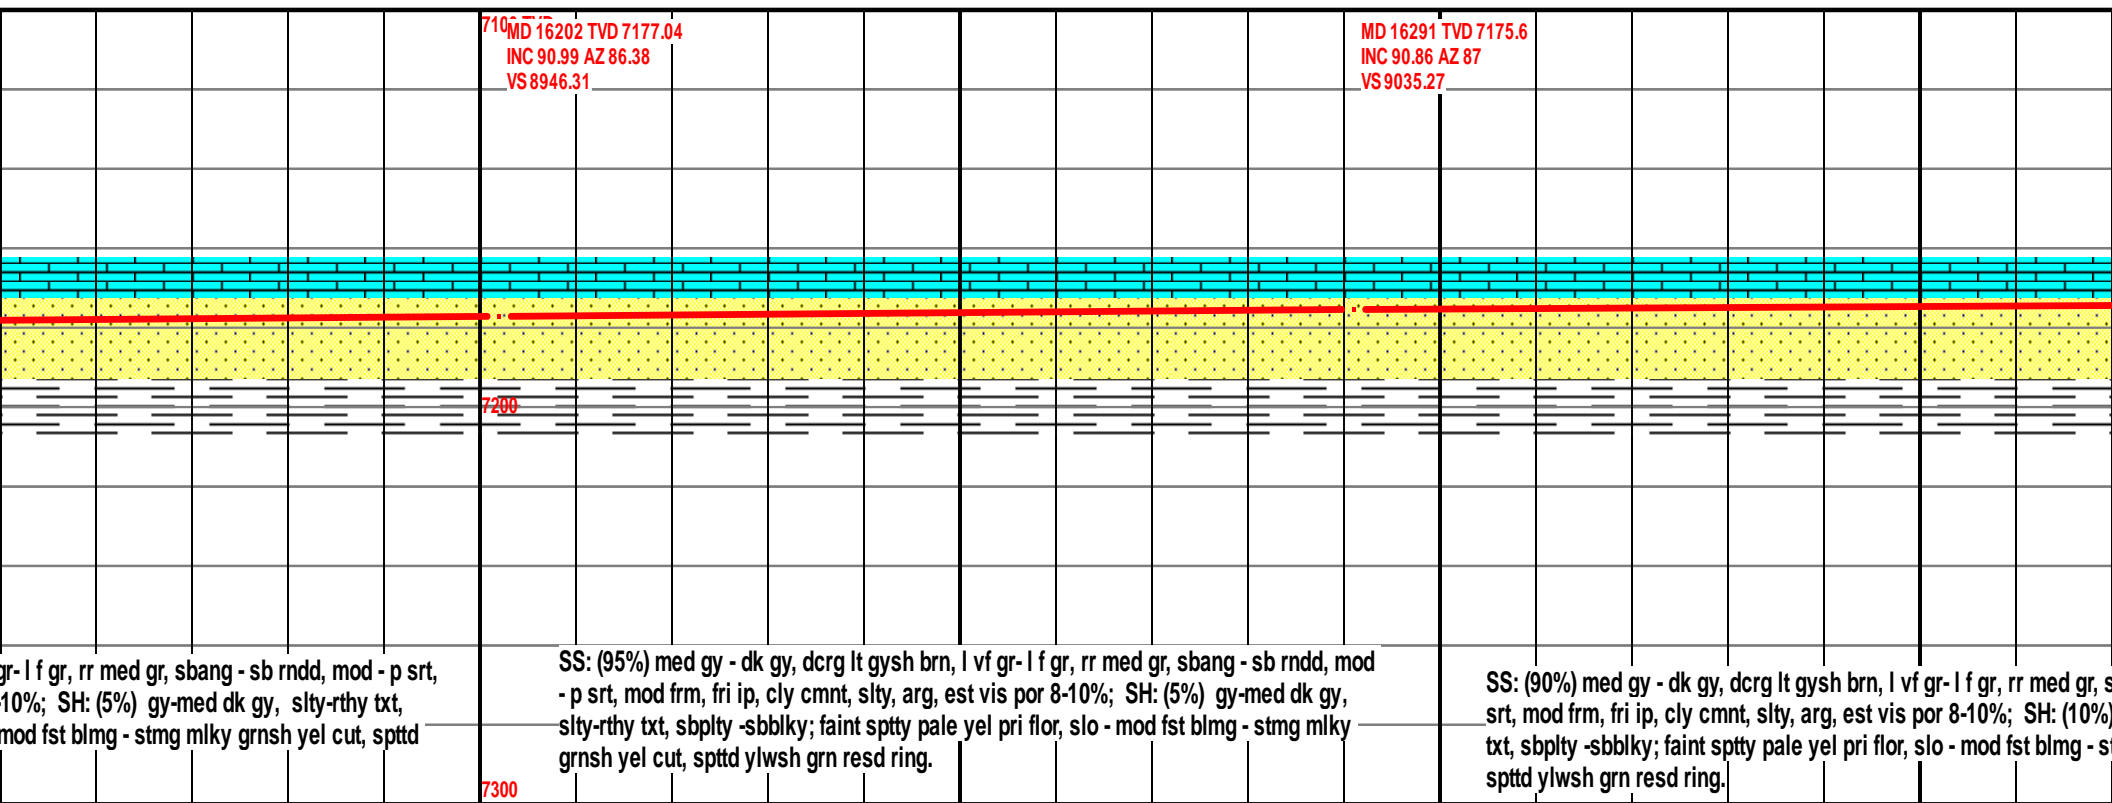 7100 TVD
MD 16202 TVD 7177.04
INC 90.99 AZ 86.38
VS 8946.31
MD 16291 TVD 7175.6
INC 90.86 AZ 87
VS 9035.27
7200
gr- l f gr, rr med gr, sbang - sb rndd, mod - p srt,
10%; SH: (5%) gy-med dk gy, slty-rthy txt,
mod fst blmg - stmg mlky grnsh yel cut, spttd
SS: (95%) med gy - dk gy, dcrg lt gysh brn, l vf gr- l f gr, rr med gr, sbang - sb rndd, mod
- p srt, mod frm, fri ip, cly cmnt, slty, arg, est vis por 8-10%; SH: (5%) gy-med dk gy,
slty-rthy txt, sbplty -sbblky; faint sptty pale yel pri flor, slo - mod fst blmg - stmg mlky
grnsh yel cut, spttd ylwsh grn resd ring.
SS: (90%) med gy - dk gy, dcrg lt gysh brn, l vf gr- l f gr, rr med gr, s
srt, mod frm, fri ip, cly cmnt, slty, arg, est vis por 8-10%; SH: (10%)
txt, sbplty -sbblky; faint sptty pale yel pri flor, slo - mod fst blmg - st
spttd ylwsh grn resd ring.
7300